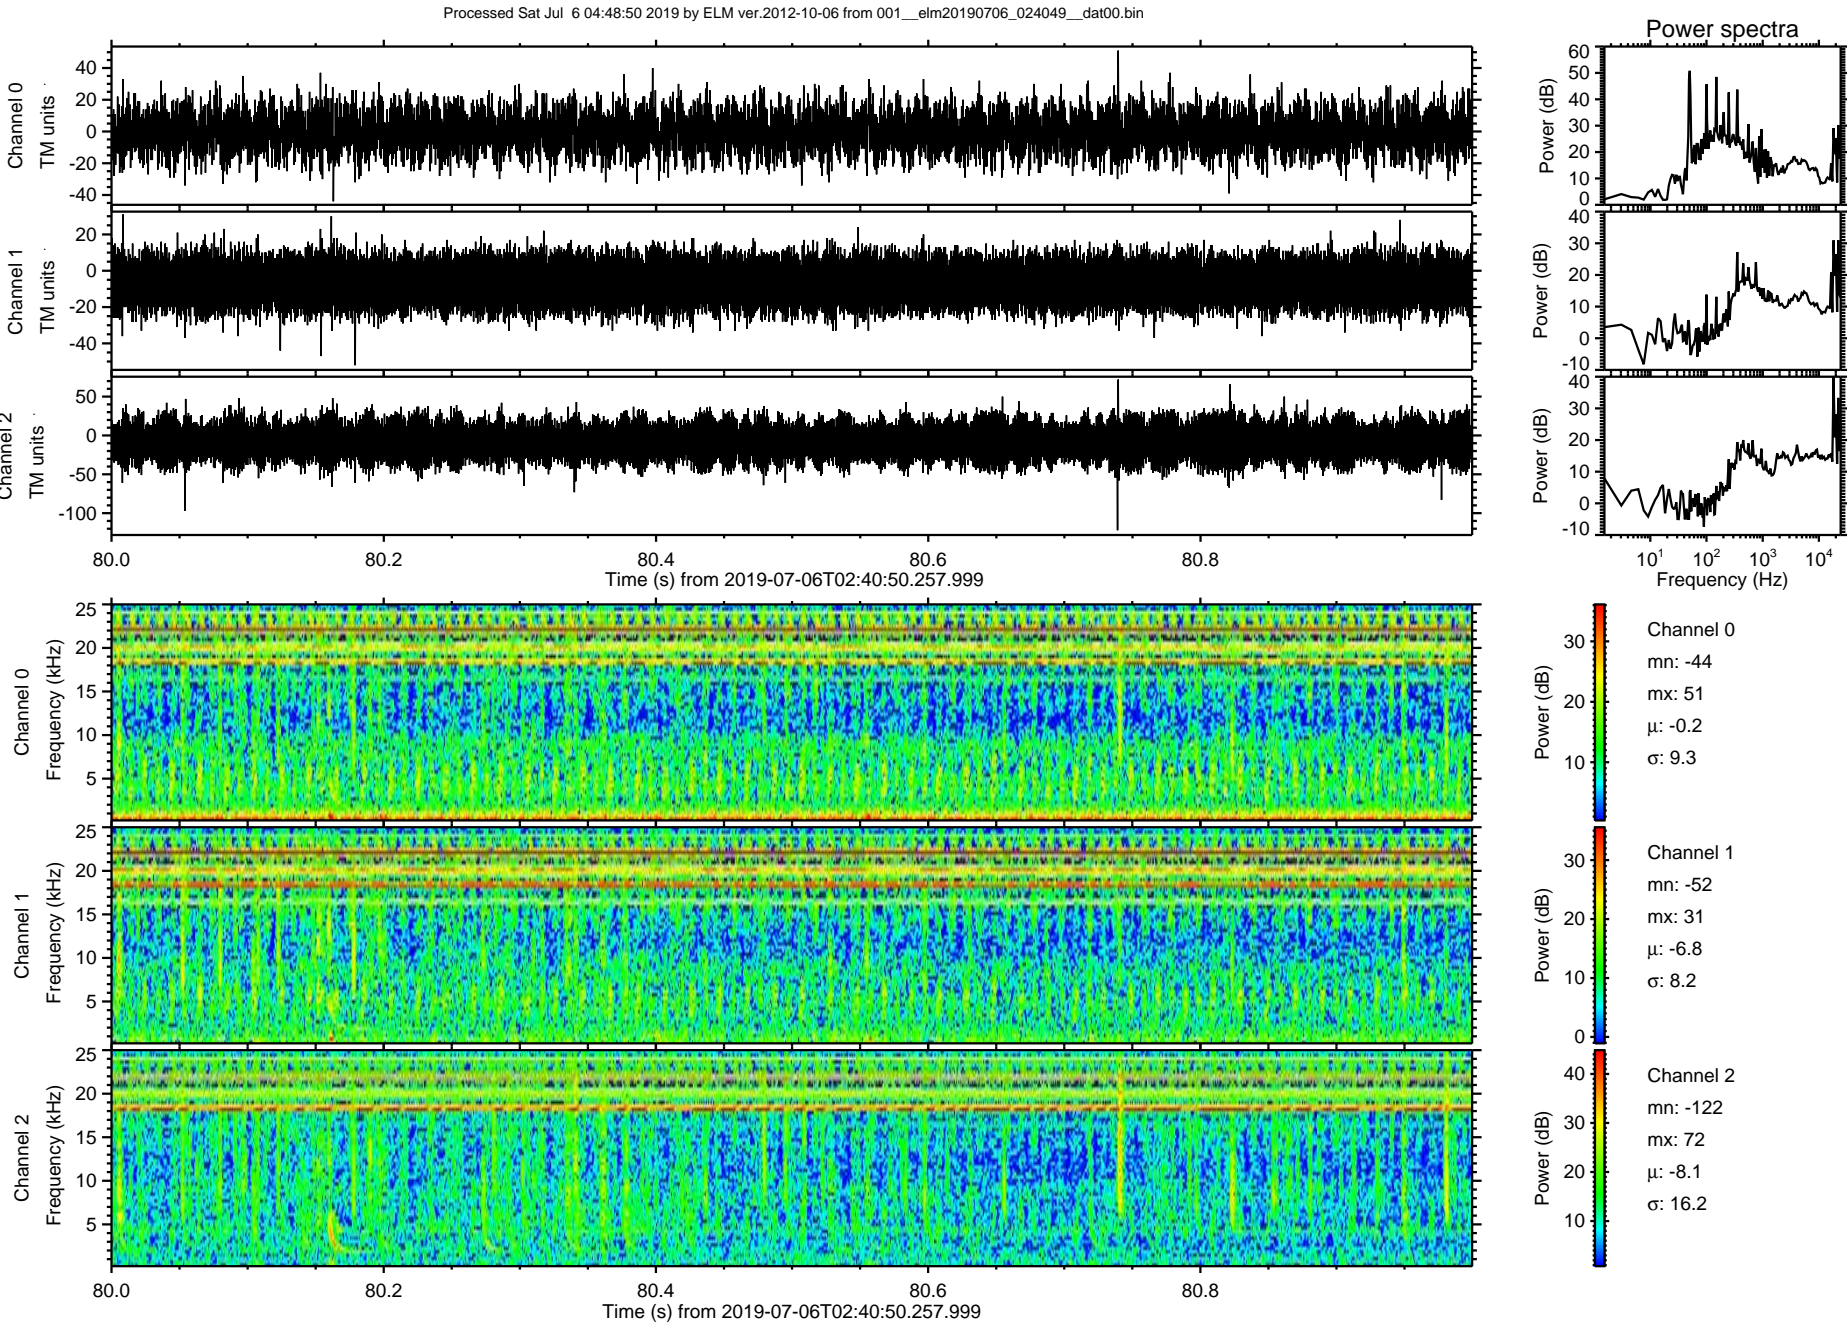 Processed Sat Jul  6 04:48:50 2019 by ELM ver.2012-10-06 from 001__elm20190706_024049__dat00.bin
Power spectra
Channel 0
TM units
40
20
0
-20
-40
Power (dB)
60
50
40
30
20
10
0
Channel 1
TM units
20
0
-20
-40
Power (dB)
40
30
20
10
0
-10
Channel 2
TM units
50
0
-50
-100
Power (dB)
40
30
20
10
0
-10
80.0 80.2 80.4 80.6 80.8
Time (s) from 2019-07-06T02:40:50.257.999
10¹ 10² 10³ 10⁴
Frequency (Hz)
Channel 0
Frequency (kHz)
25
20
15
10
5
Power (dB)
30
20
10
Channel 0
mn: -44
mx: 51
μ: -0.2
σ: 9.3
Channel 1
Frequency (kHz)
25
20
15
10
5
Power (dB)
30
20
10
0
Channel 1
mn: -52
mx: 31
μ: -6.8
σ: 8.2
Channel 2
Frequency (kHz)
25
20
15
10
5
Power (dB)
40
30
20
10
Channel 2
mn: -122
mx: 72
μ: -8.1
σ: 16.2
80.0 80.2 80.4 80.6 80.8
Time (s) from 2019-07-06T02:40:50.257.999